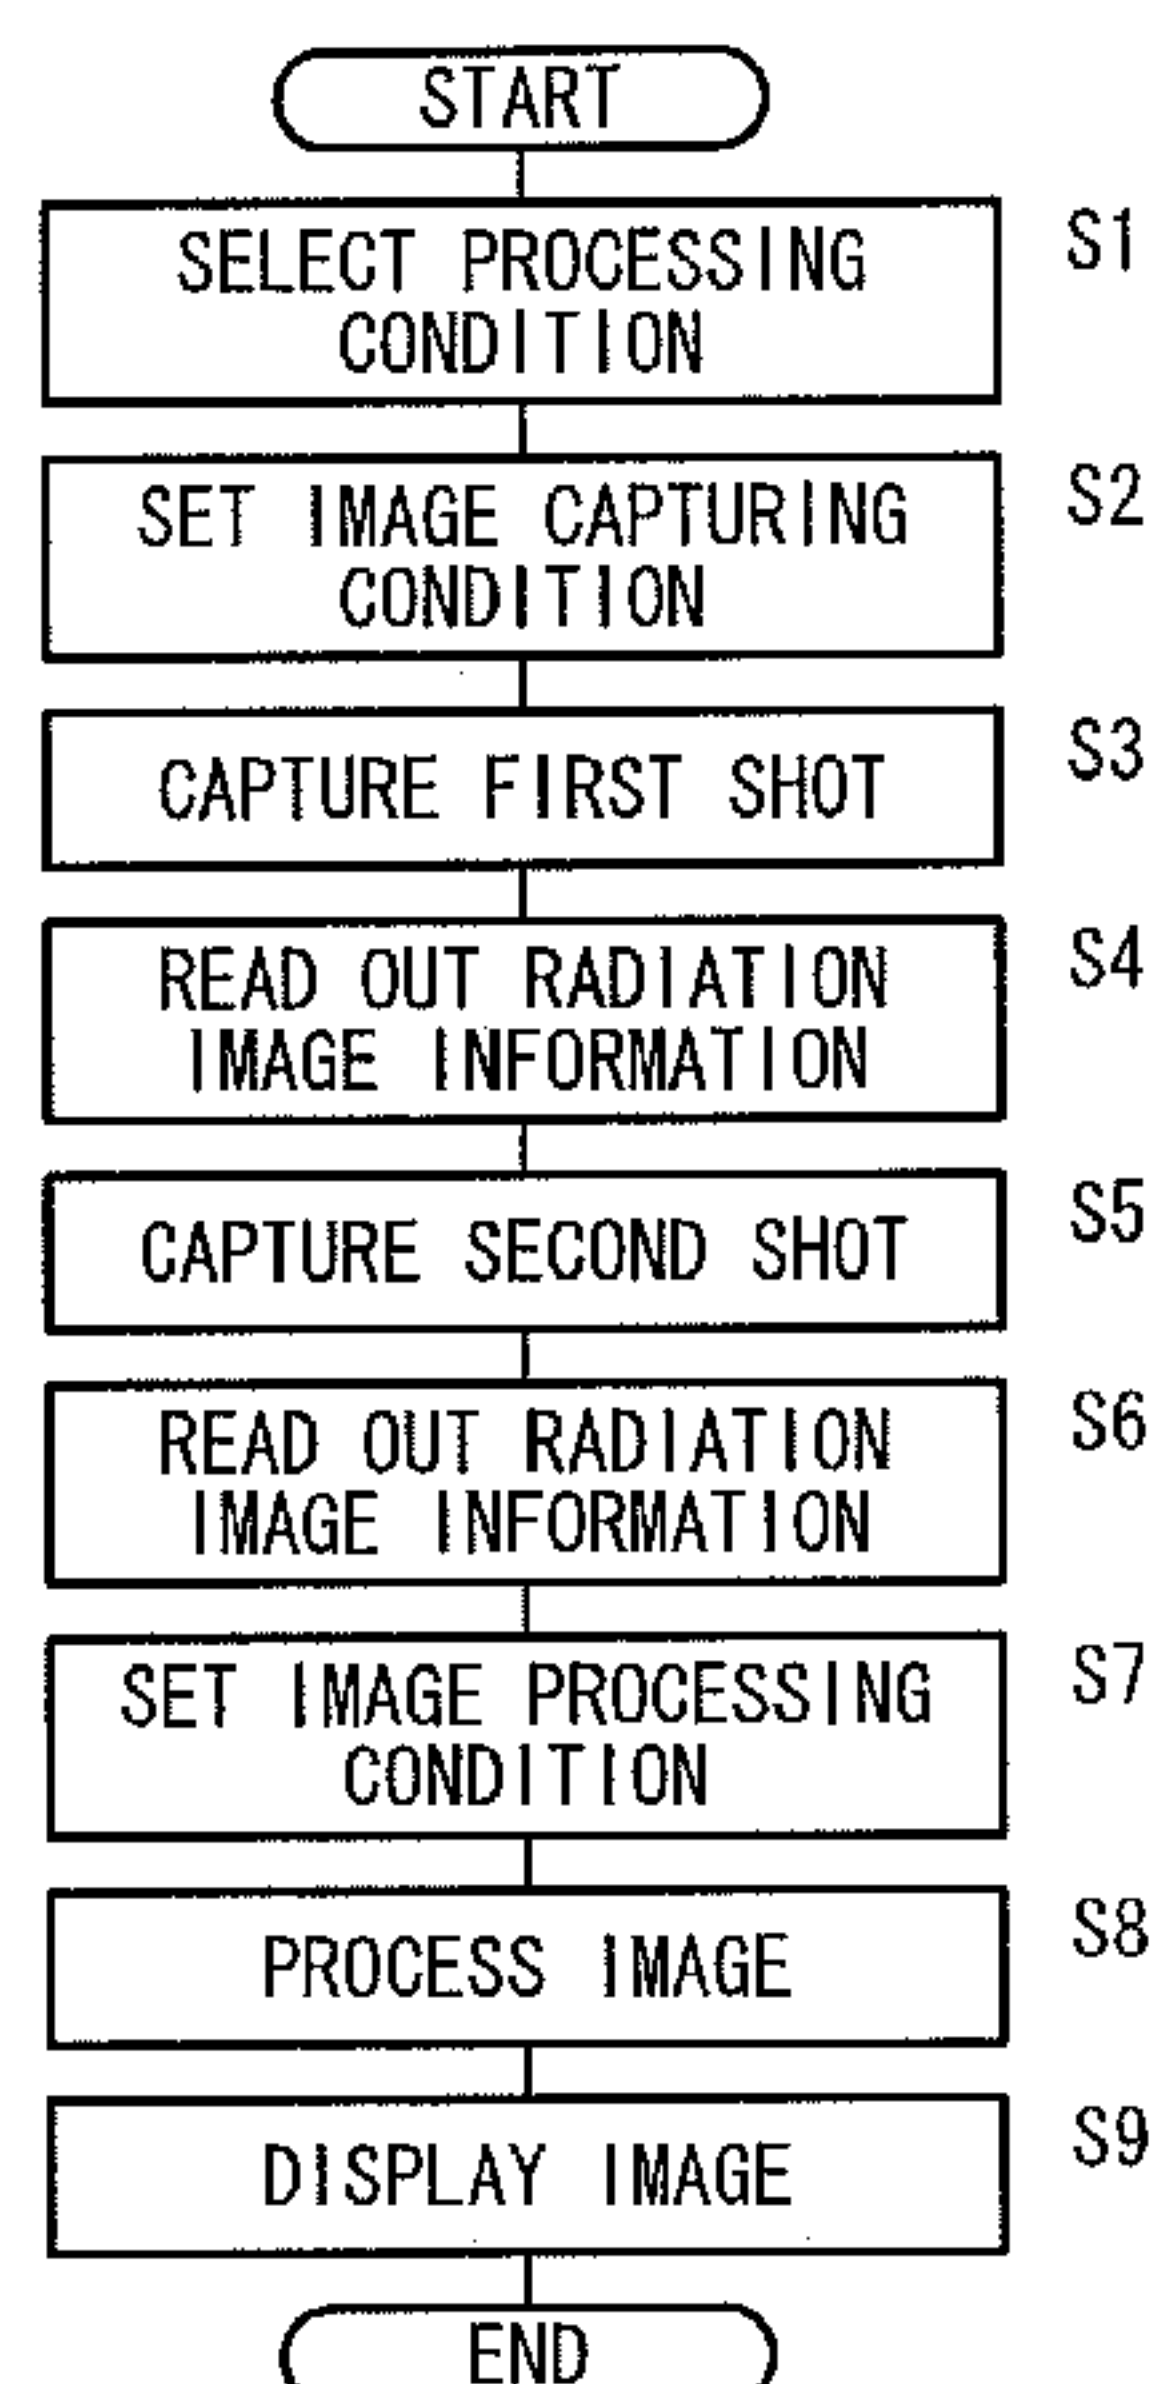 START
S1
SELECT PROCESSING
CONDITION
S2
SET IMAGE CAPTURING
CONDITION
S3
CAPTURE FIRST SHOT
S4
READ OUT RADIATION
IMAGE INFORMATION
S5
CAPTURE SECOND SHOT
S6
READ OUT RADIATION
IMAGE INFORMATION
S7
SET IMAGE PROCESSING
CONDITION
S8
PROCESS IMAGE
S9
DISPLAY IMAGE
END